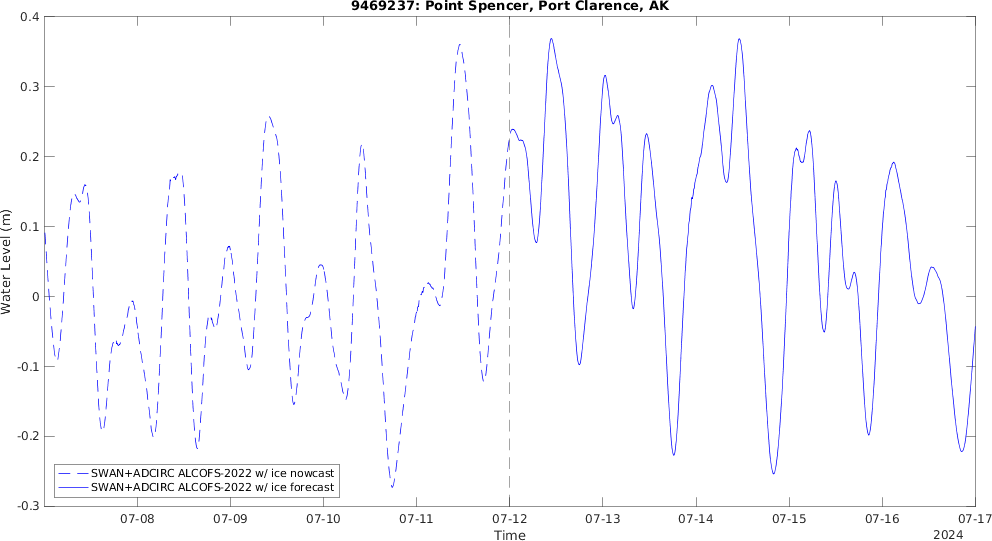 9469237: Point Spencer, Port Clarence, AK
0.4
0.3
0.2
0.1
0
-0.1
-0.2
-0.3
Water Level (m)
SWAN+ADCIRC ALCOFS-2022 w/ ice nowcast
SWAN+ADCIRC ALCOFS-2022 w/ ice forecast
07-08 07-09 07-10 07-11 07-12 07-13 07-14 07-15 07-16 07-17
Time
2024